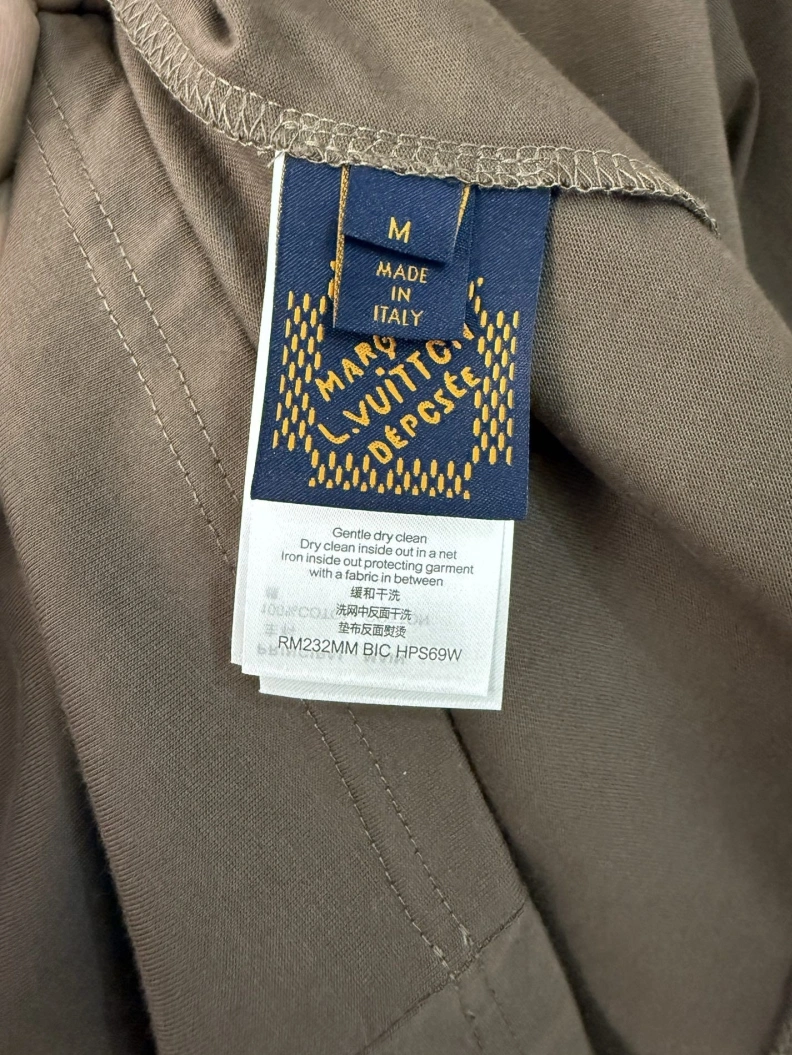 M
MADE
IN
ITALY
MARQ
L.VUITTON
DÉPOSÉE
Gentle dry clean
Dry clean inside out in a net
Iron inside out protecting garment
with a fabric in between
缓和干洗
洗网中反面干洗
垫布反面熨烫
RM232MM BIC HPS69W